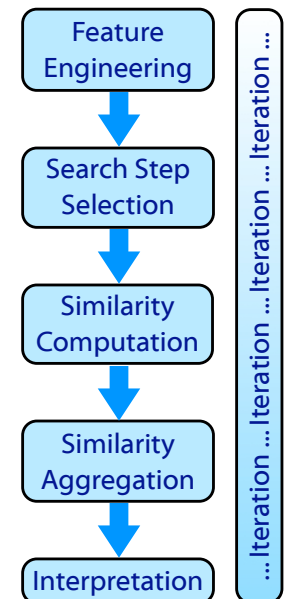 Feature
Engineering
Search Step
Selection
Similarity
Computation
Similarity
Aggregation
Interpretation
... Iteration ... Iteration ... Iteration ... Iteration ...